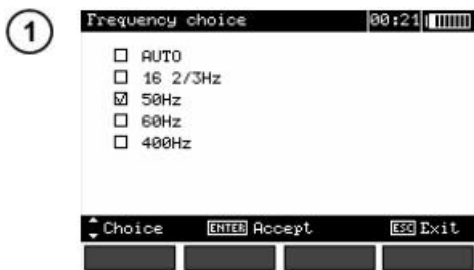 1
Frequency choice 00:21
AUTO
16 2/3Hz
50Hz
60Hz
400Hz
Choice ENTER Accept ESC Exit